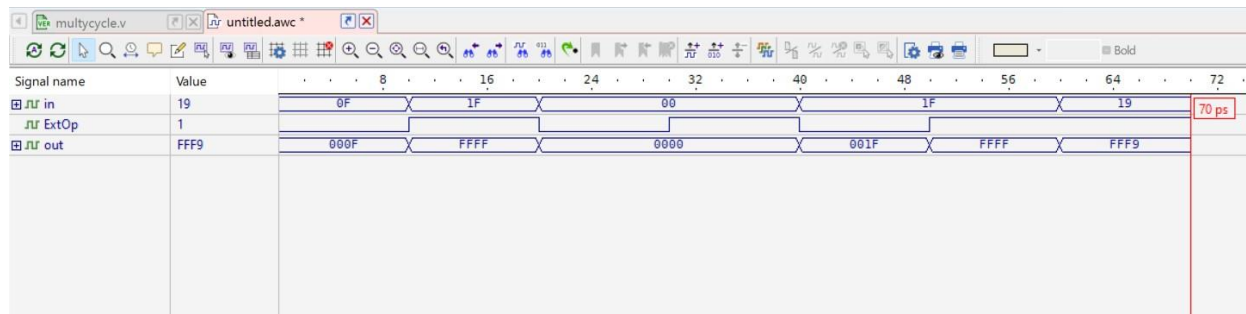 multycycle.v untitled.awc *
Bold
Signal name Value 8 16 24 32 40 48 56 64 72
in 19 0F 1F 00 1F 19 70 ps
ExtOp 1
out FFF9 000F FFFF 0000 001F FFFF FFF9